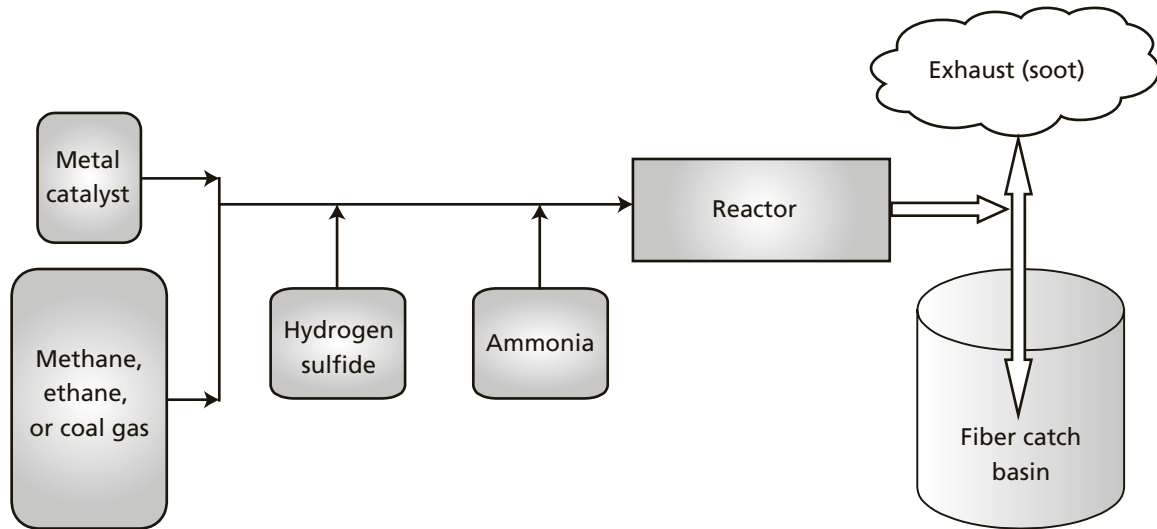 Exhaust (soot)
Metal
catalyst
Reactor
Methane,
ethane,
or coal gas
Hydrogen
sulfide
Ammonia
Fiber catch
basin